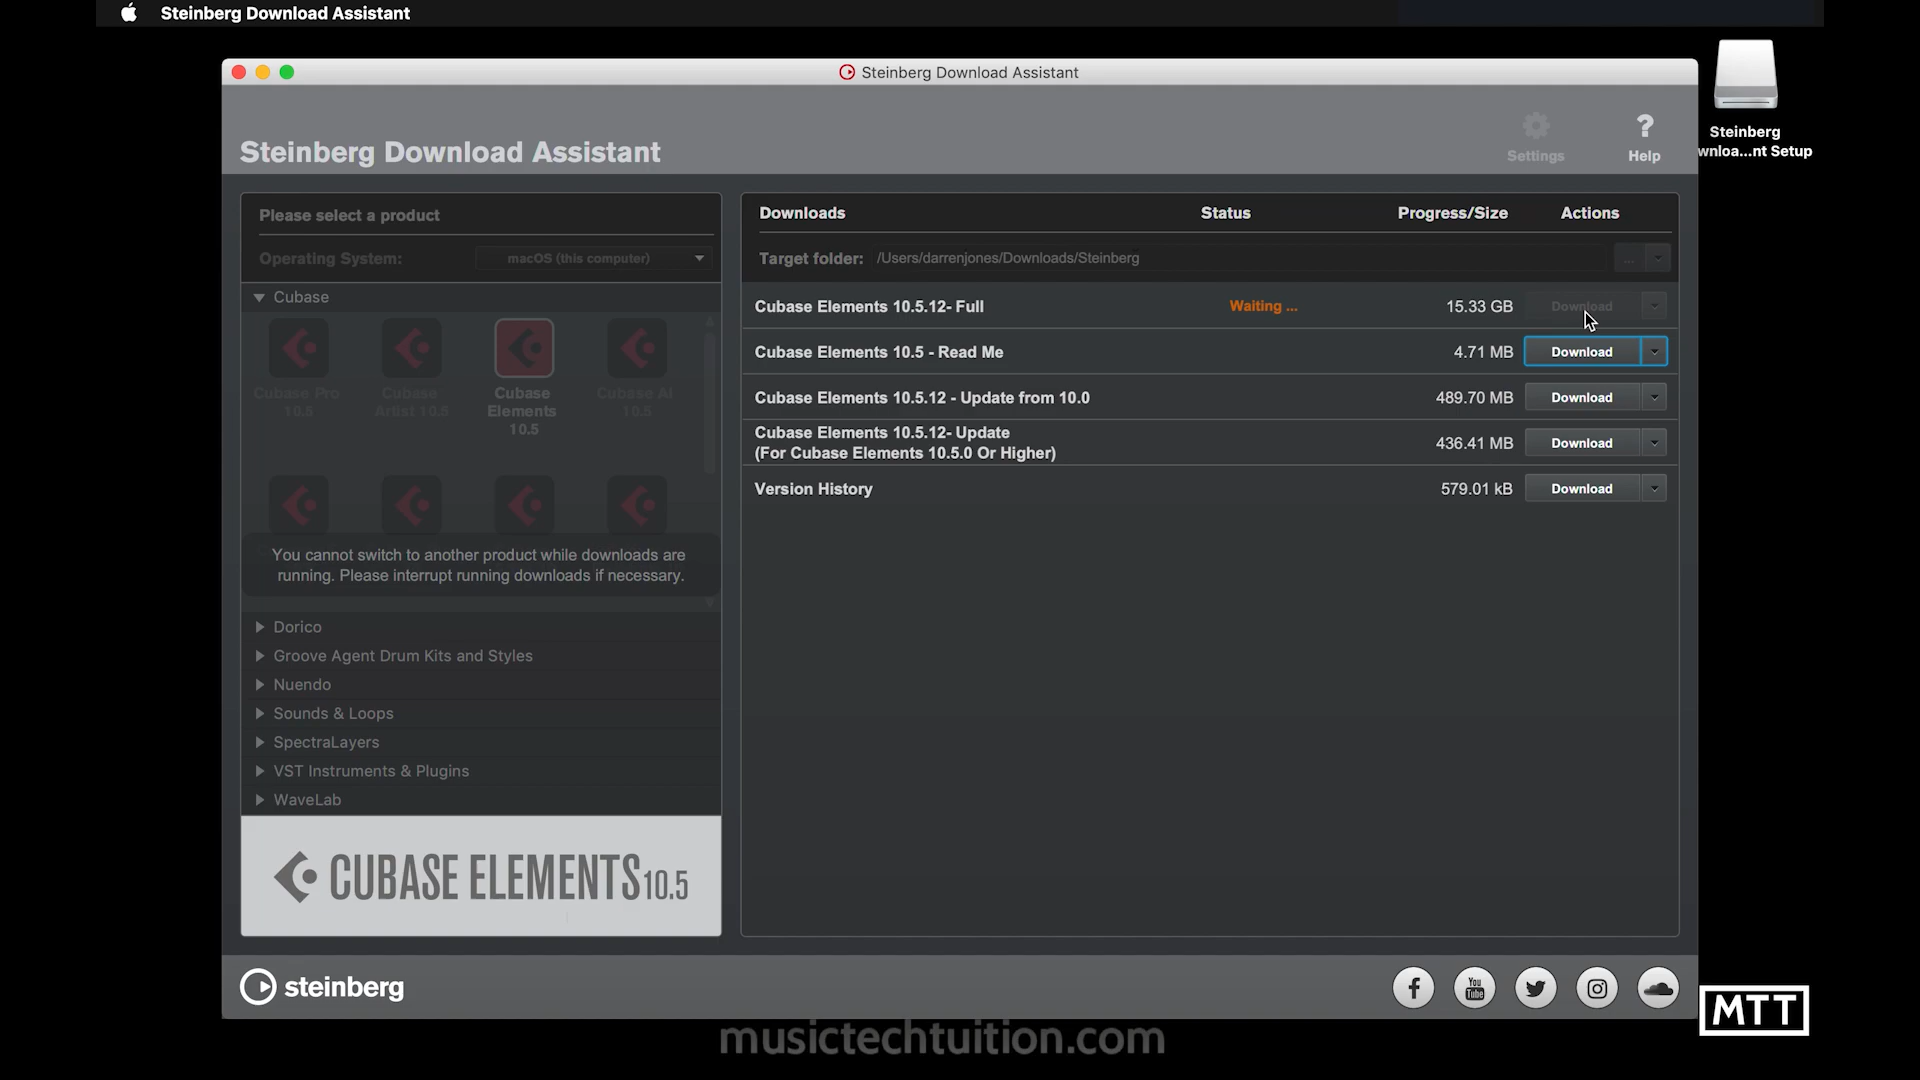 Steinberg Download Assistant
Steinberg Download Assistant
Steinberg
wnloa...nt Setup
Steinberg Download Assistant
Settings
?
Help
Please select a product
Operating System:
macOS (this computer)
Cubase
Cubase Pro
10.5
Cubase
Artist 10.5
Cubase
Elements
10.5
Cubase AI
10.5
You cannot switch to another product while downloads are
running. Please interrupt running downloads if necessary.
Dorico
Groove Agent Drum Kits and Styles
Nuendo
Sounds & Loops
SpectraLayers
VST Instruments & Plugins
WaveLab
CUBASE ELEMENTS 10.5
Downloads Status Progress/Size Actions
Target folder: /Users/darrenjones/Downloads/Steinberg ...
Cubase Elements 10.5.12- Full Waiting ... 15.33 GB Download
Cubase Elements 10.5 - Read Me 4.71 MB Download
Cubase Elements 10.5.12 - Update from 10.0 489.70 MB Download
Cubase Elements 10.5.12- Update
(For Cubase Elements 10.5.0 Or Higher) 436.41 MB Download
Version History 579.01 kB Download
steinberg
f
You
Tube
MTT
musictechtuition.com